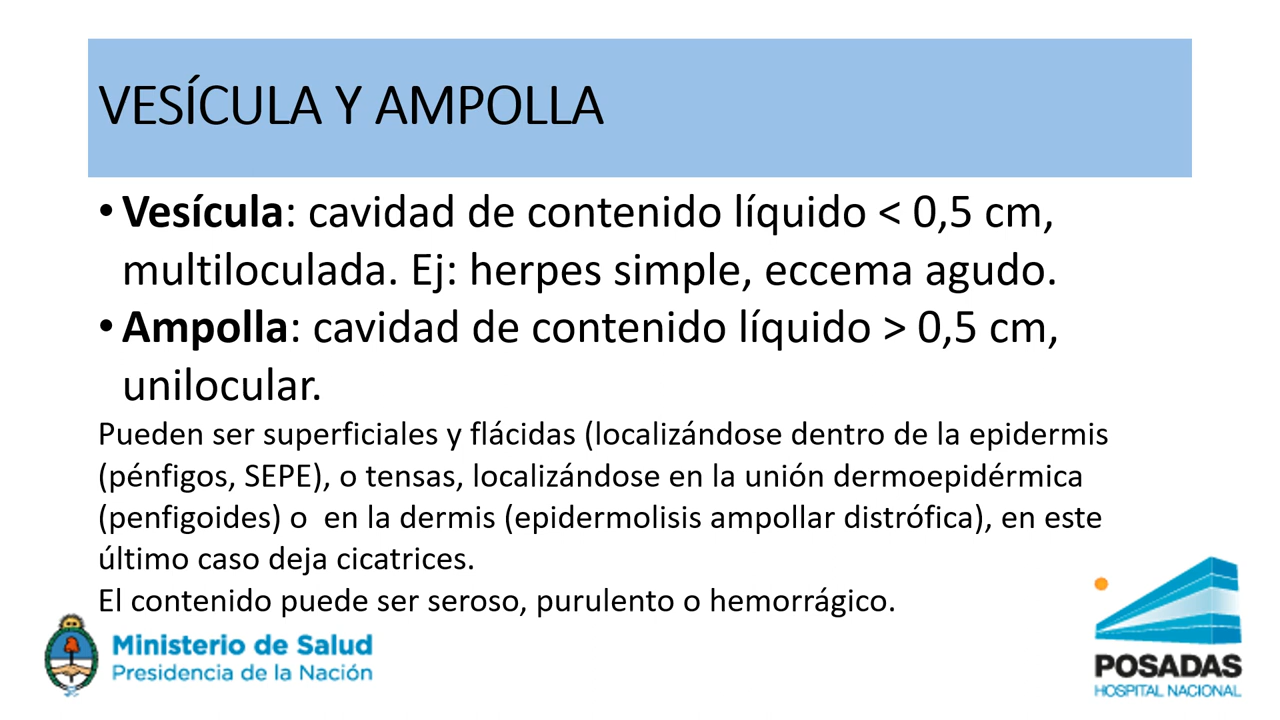 VESÍCULA Y AMPOLLA
• Vesícula: cavidad de contenido líquido < 0,5 cm,
multiloculada. Ej: herpes simple, eccema agudo.
• Ampolla: cavidad de contenido líquido > 0,5 cm,
unilocular.
Pueden ser superficiales y flácidas (localizándose dentro de la epidermis
(pénfigos, SEPE), o tensas, localizándose en la unión dermoepidérmica
(penfigoides) o  en la dermis (epidermolisis ampollar distrófica), en este
último caso deja cicatrices.
El contenido puede ser seroso, purulento o hemorrágico.
Ministerio de Salud
Presidencia de la Nación
POSADAS
HOSPITAL NACIONAL